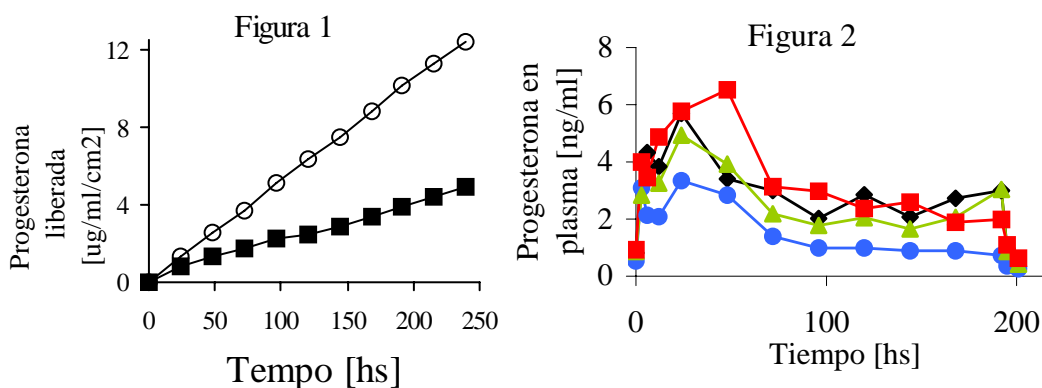 Figura 1
12
8
4
0
0 50 100 150 200 250
Progesterona
liberada
[ug/ml/cm2]
Tempo [hs]
Figura 2
8
6
4
2
0
0 100 200
Progesterona en
plasma [ng/ml]
Tiempo [hs]